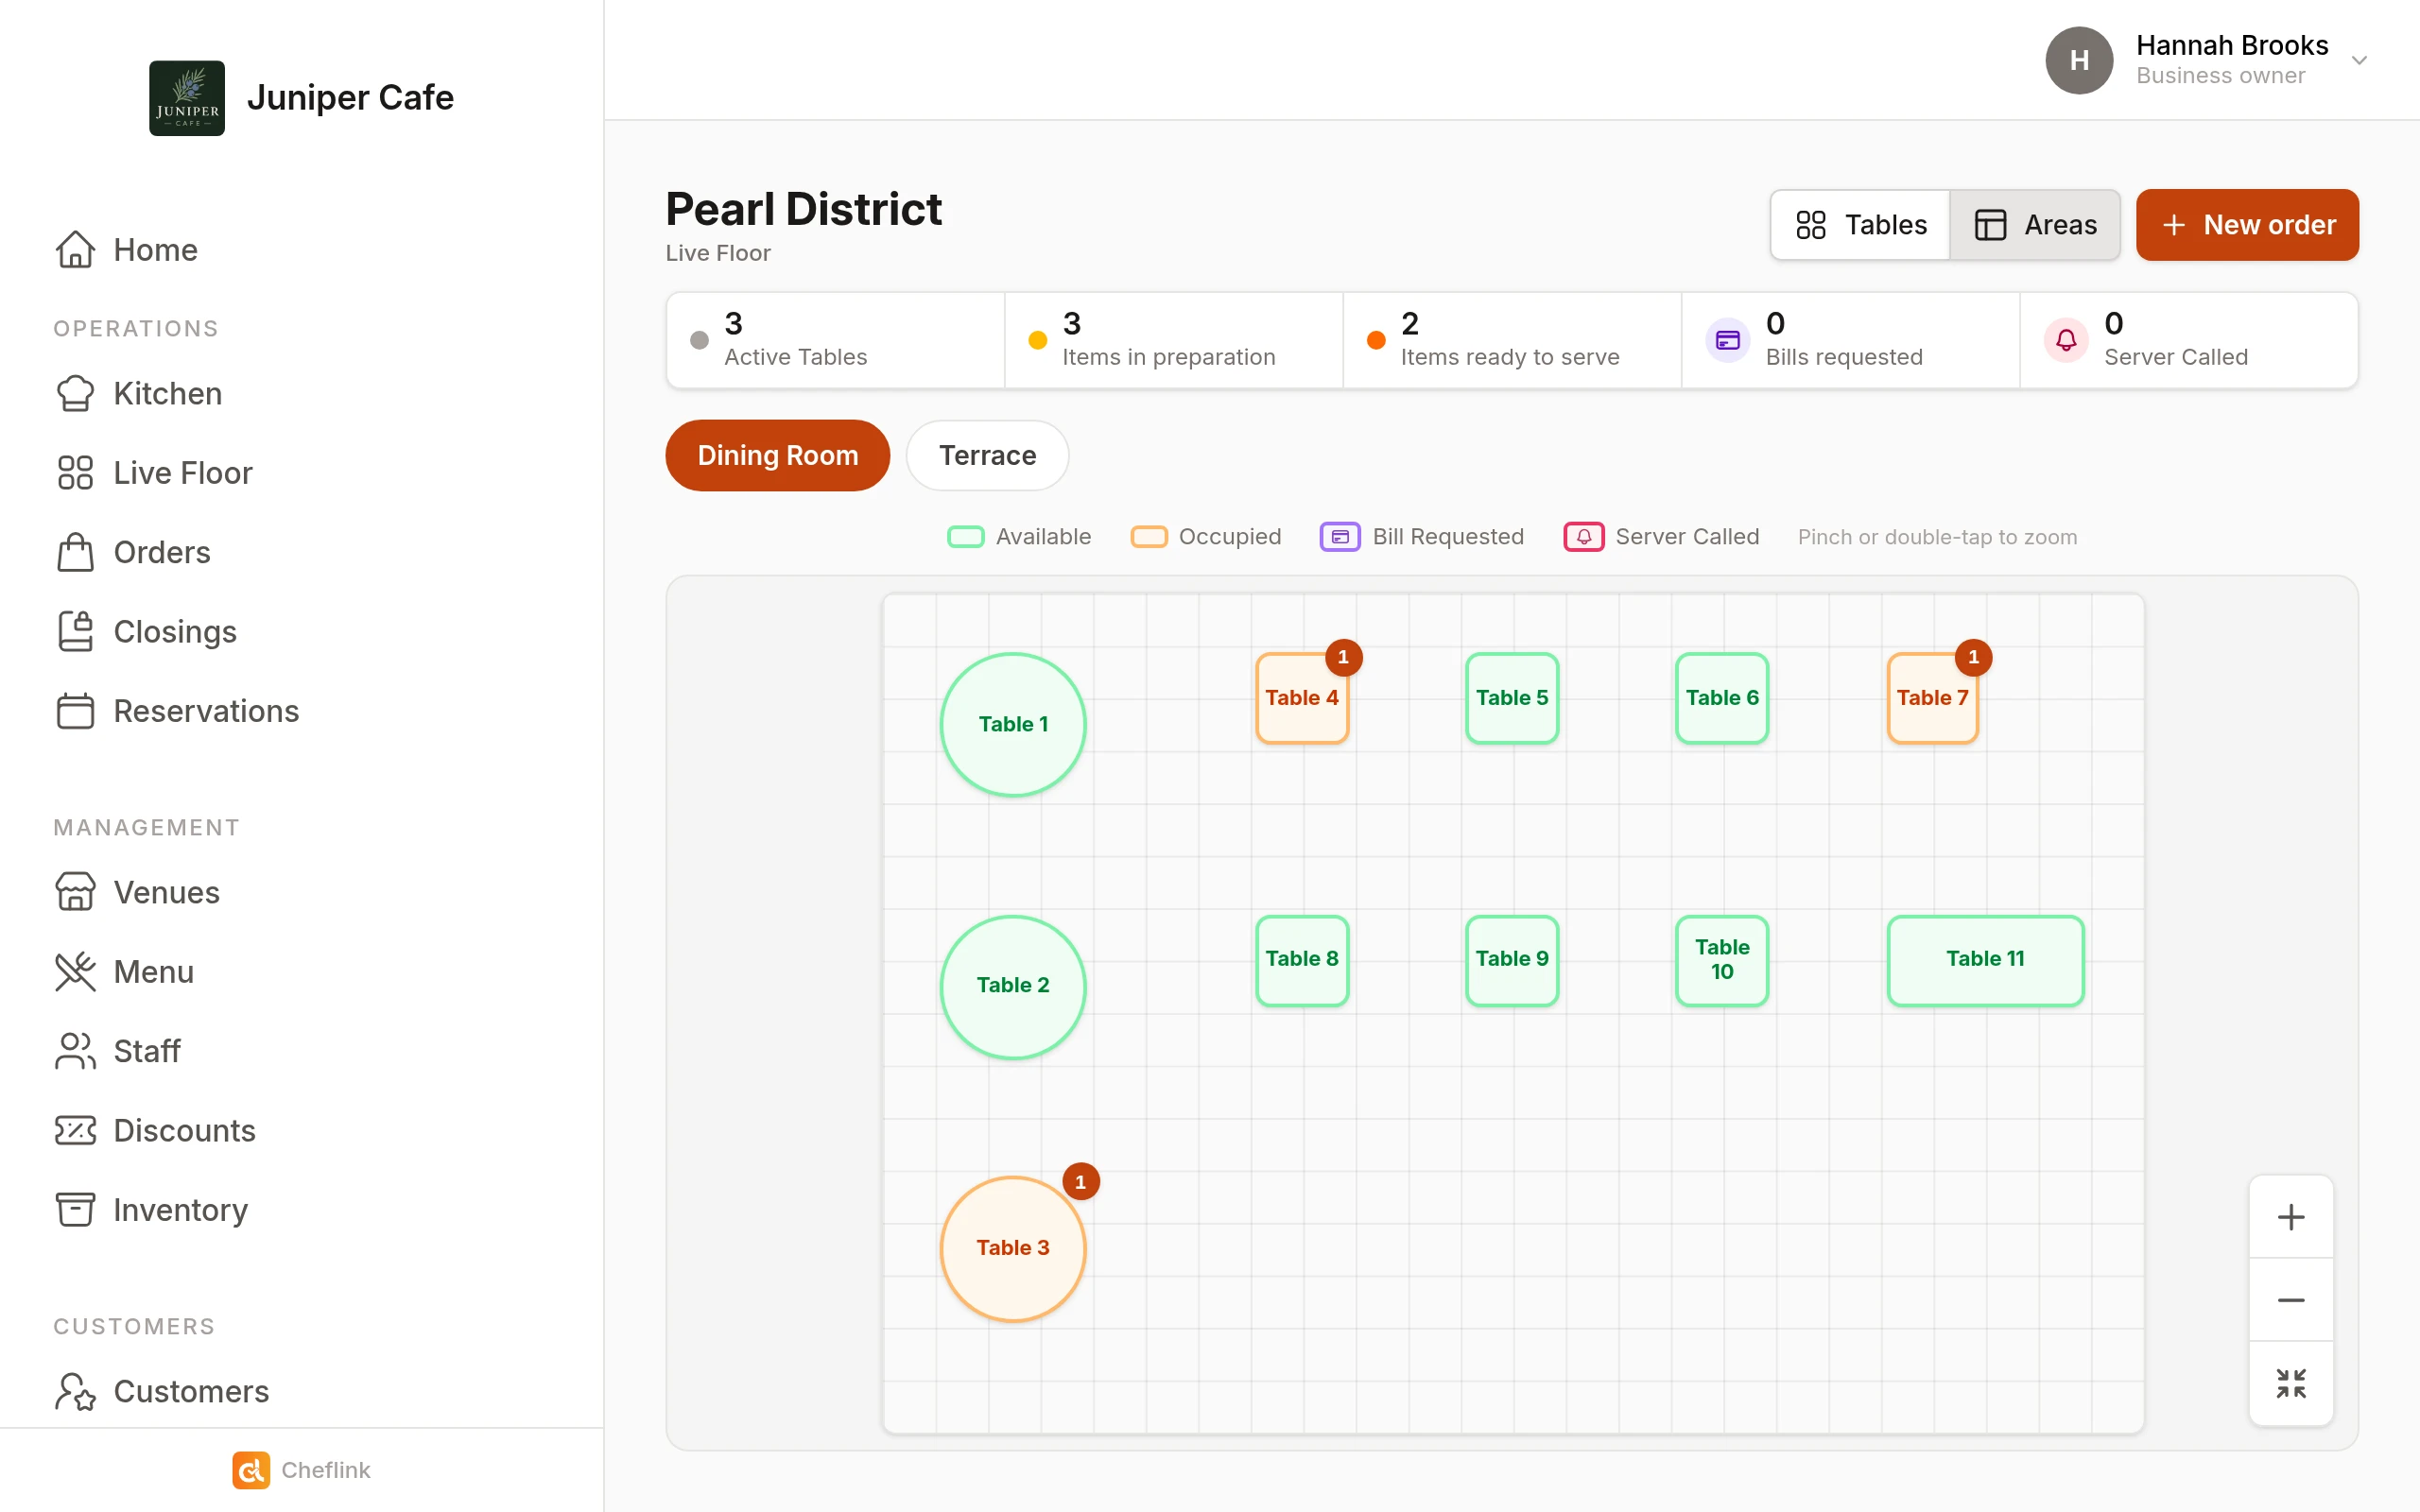 JUNIPER
CAFE
Juniper Cafe
Home
OPERATIONS
Kitchen
Live Floor
Orders
Closings
Reservations
MANAGEMENT
Venues
Menu
Staff
Discounts
Inventory
CUSTOMERS
Customers
Cheflink
H
Hannah Brooks
Business owner
Pearl District
Live Floor
Tables
Areas
New order
3
Active Tables
3
Items in preparation
2
Items ready to serve
0
Bills requested
0
Server Called
Dining Room
Terrace
Available
Occupied
Bill Requested
Server Called
Pinch or double-tap to zoom
Table 1
Table 4
1
Table 5
Table 6
Table 7
1
Table 2
Table 8
Table 9
Table
10
Table 11
Table 3
1